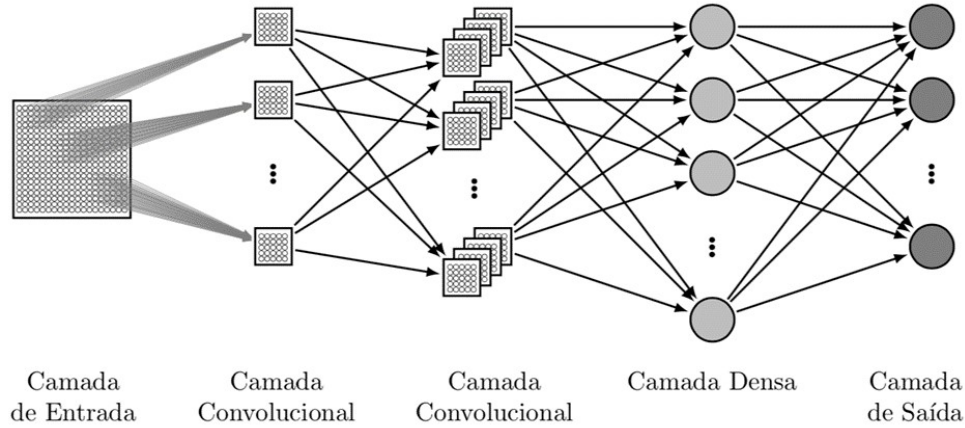 Camada
de Entrada
Camada
Convolucional
Camada
Convolucional
Camada Densa
Camada
de Saída